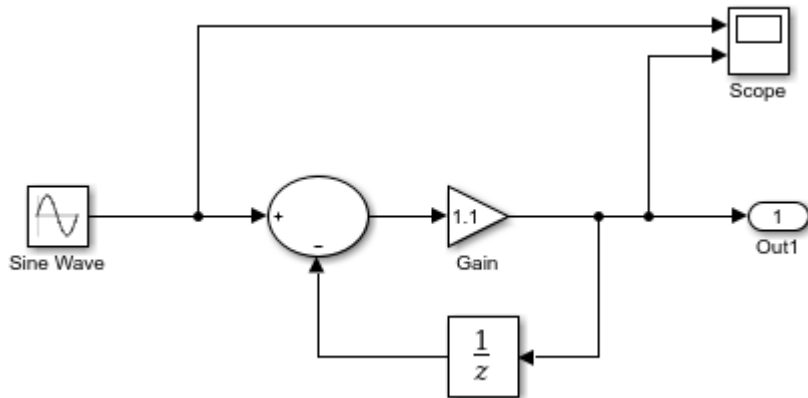 Scope
+
−
1.1
1
Sine Wave
Gain
Out1
1
z